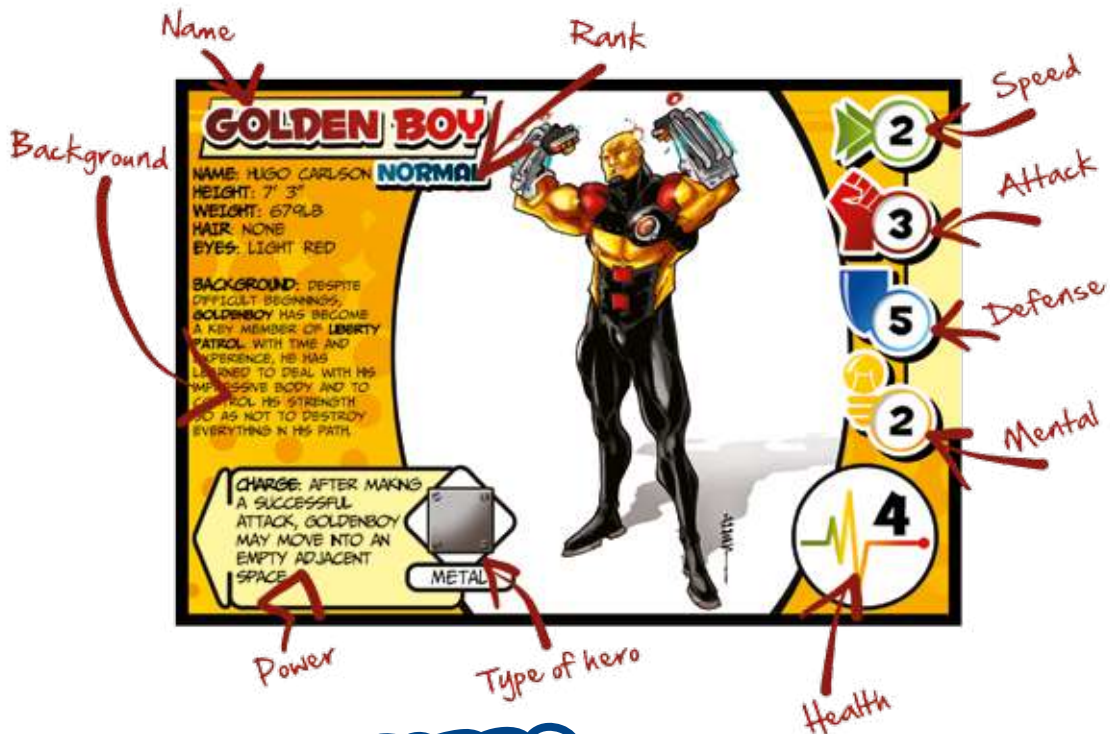 Name
Rank
Speed
Attack
Defense
Mental
Health
Type of hero
Power
Background
GOLDEN BOY
NORMAL
NAME: HUGO CARLSON
HEIGHT: 7' 3"
WEIGHT: 679LB
HAIR: NONE
EYES: LIGHT RED
BACKGROUND: DESPITE
DIFFICULT BEGINNINGS,
GOLDENBOY HAS BECOME
A KEY MEMBER OF LIBERTY
PATROL. WITH TIME AND
EXPERIENCE, HE HAS
LEARNED TO DEAL WITH HIS
IMPRESSIVE BODY AND TO
CONTROL HIS STRENGTH
SO AS NOT TO DESTROY
EVERYTHING IN HIS PATH.
CHARGE: AFTER MAKING
A SUCCESSFUL
ATTACK, GOLDENBOY
MAY MOVE INTO AN
EMPTY ADJACENT
SPACE
METAL
2
3
5
2
4